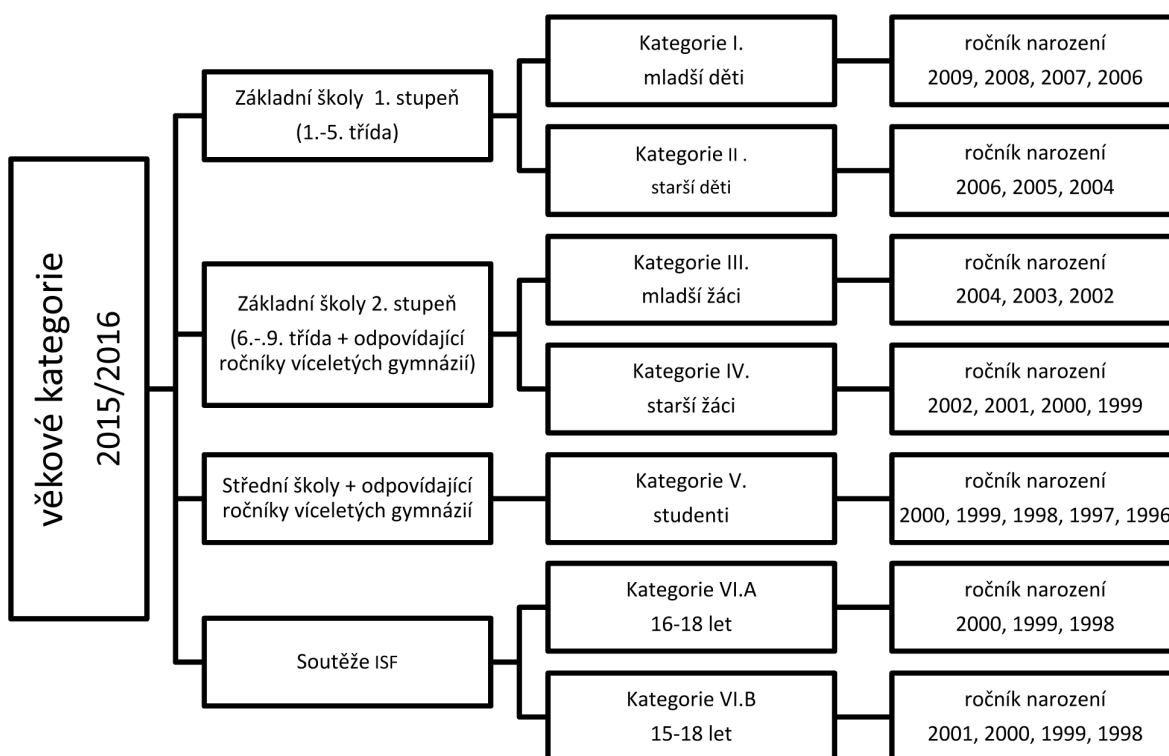 věkové kategorie
2015/2016
Základní školy 1. stupeň
(1.-5. třída)
Kategorie I.
mladší děti
ročník narození
2009, 2008, 2007, 2006
Kategorie II .
starší děti
ročník narození
2006, 2005, 2004
Základní školy 2. stupeň
(6.-.9. třída + odpovídající
ročníky víceletých gymnázií)
Kategorie III.
mladší žáci
ročník narození
2004, 2003, 2002
Kategorie IV.
starší žáci
ročník narození
2002, 2001, 2000, 1999
Střední školy + odpovídající
ročníky víceletých gymnázií
Kategorie V.
studenti
ročník narození
2000, 1999, 1998, 1997, 1996
Soutěže ISF
Kategorie VI.A
16-18 let
ročník narození
2000, 1999, 1998
Kategorie VI.B
15-18 let
ročník narození
2001, 2000, 1999, 1998